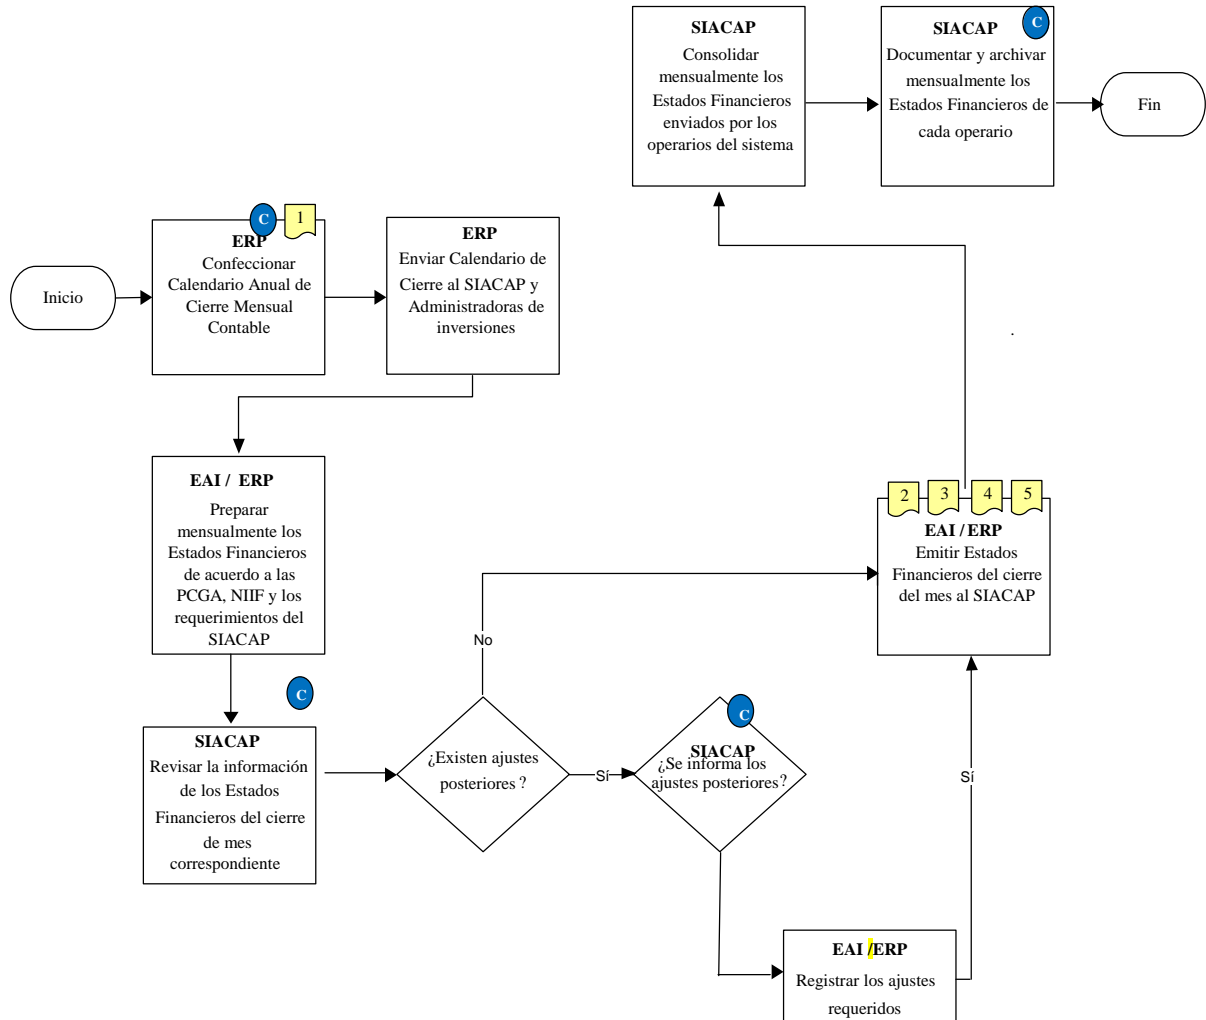 SIACAP
Consolidar
mensualmente los
Estados Financieros
enviados por los
operarios del sistema
C
SIACAP
Documentar y archivar
mensualmente los
Estados Financieros de
cada operario
Fin
Inicio
C
1
ERP
Confeccionar
Calendario Anual de
Cierre Mensual
Contable
ERP
Enviar Calendario de
Cierre al SIACAP y
Administradoras de
inversiones
.
EAI / ERP
Preparar
mensualmente los
Estados Financieros
de acuerdo a las
PCGA, NIIF y los
requerimientos del
SIACAP
2 3 4 5
EAI / ERP
Emitir Estados
Financieros del cierre
del mes al SIACAP
No
C
SIACAP
Revisar la información
de los Estados
Financieros del cierre
de mes
correspondiente
¿Existen ajustes
posteriores ?
Sí
C
SIACAP
¿Se informa los
ajustes posteriores?
Sí
EAI /ERP
Registrar los ajustes
requeridos